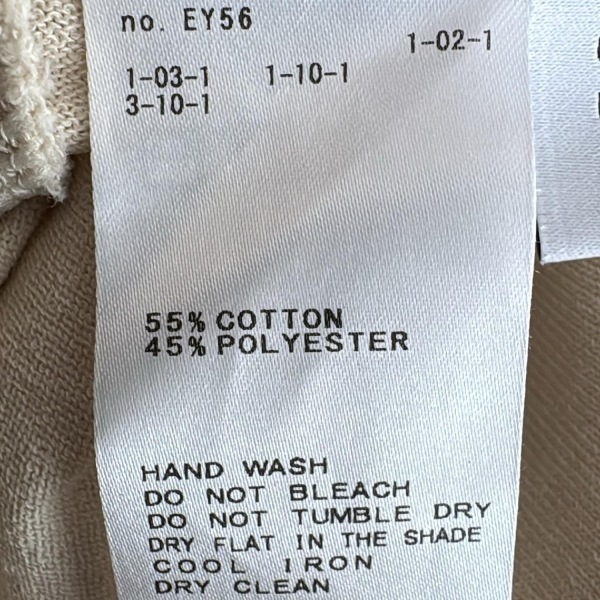 no. EY56
1-02-1
1-03-1 1-10-1
3-10-1
55% COTTON
45% POLYESTER
HAND WASH
DO NOT BLEACH
DO NOT TUMBLE DRY
DRY FLAT IN THE SHADE
COOL IRON
DRY CLEAN